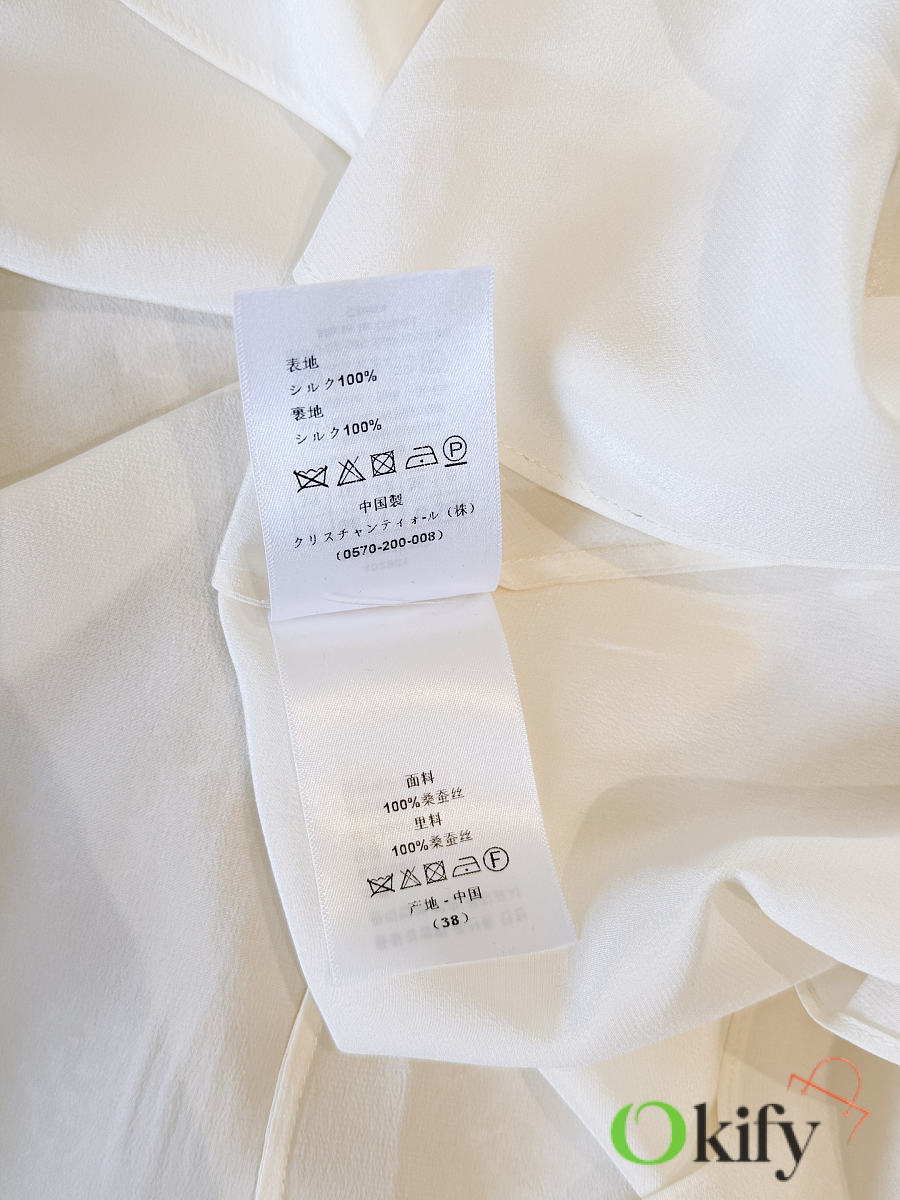 表地
シルク100%
裏地
シルク100%
P
中国製
クリスチャンディオール（株）
（0570-200-008）
面料
100%桑蚕丝
里料
100%桑蚕丝
F
产地 - 中国
（38）
Okify